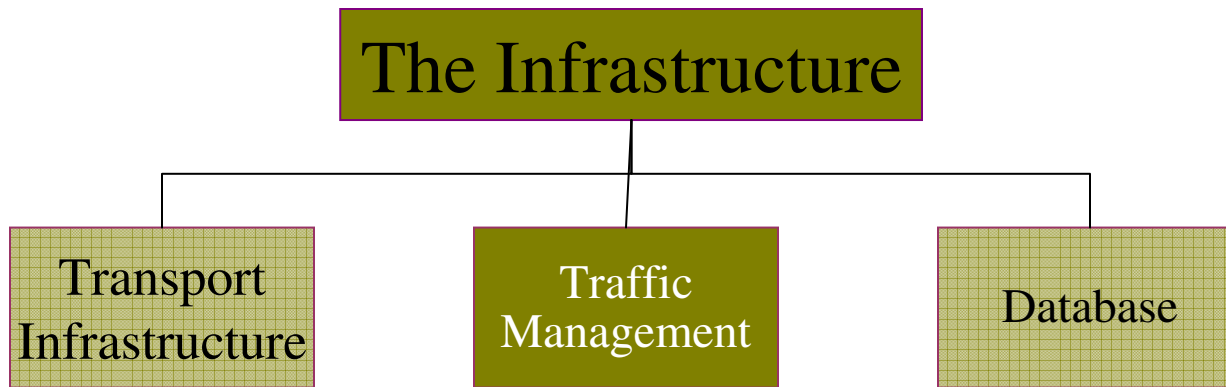 The Infrastructure
Transport
Infrastructure
Traffic
Management
Database